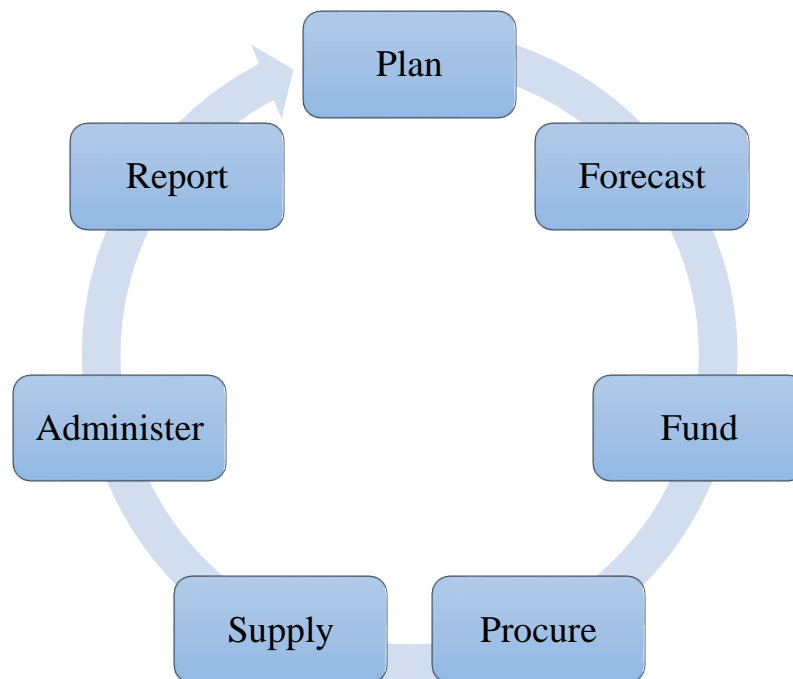 Plan
Forecast
Fund
Procure
Supply
Administer
Report